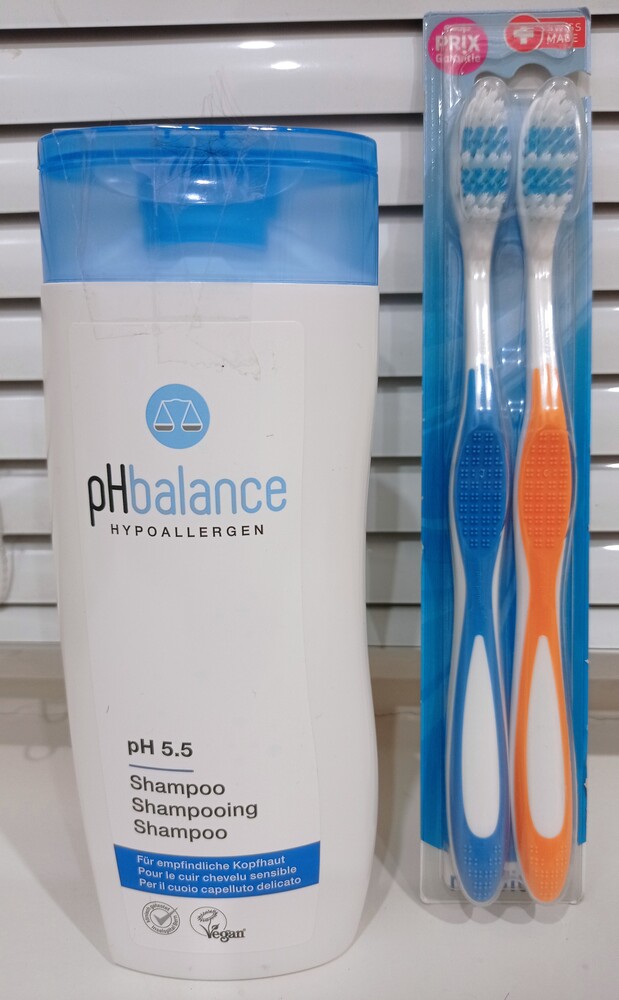 pHbalance
HYPOALLERGEN
pH 5.5
Shampoo
Shampooing
Shampoo
Für empfindliche Kopfhaut
Pour le cuir chevelu sensible
Per il cuoio capelluto delicato
Vegan
PRIX
Garantie
SWISS
MADE